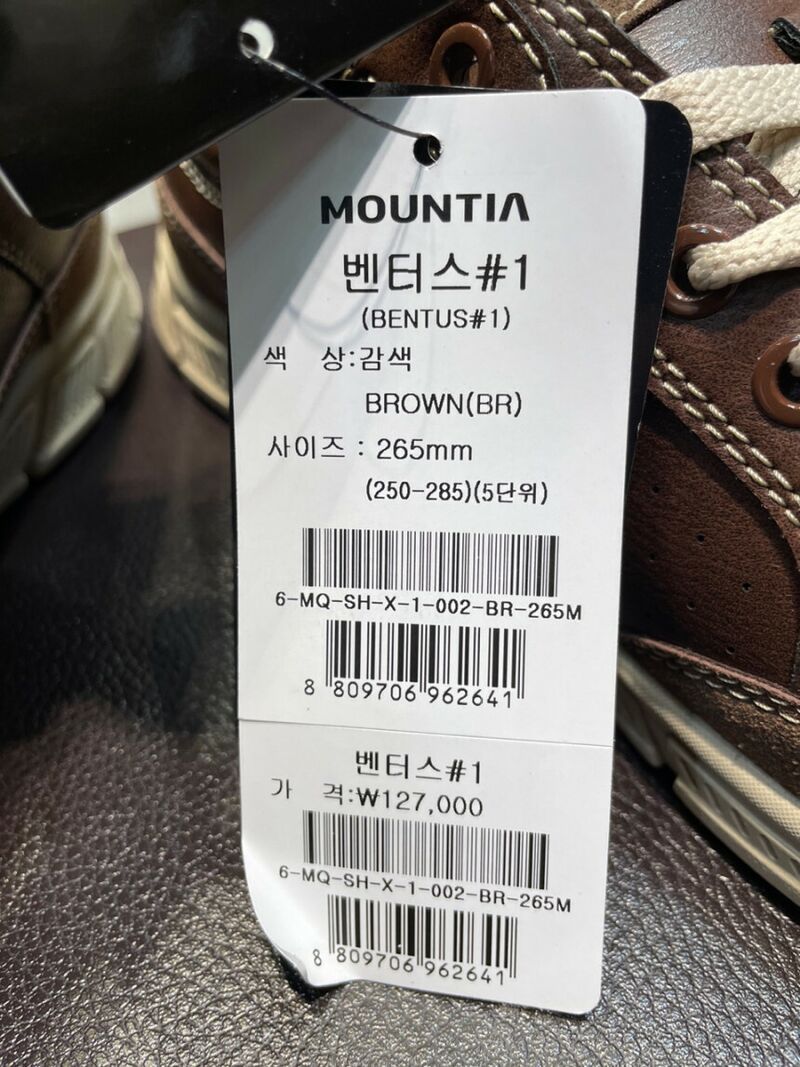 MOUNTIA
벤터스#1
(BENTUS#1)
색 상:감색
BROWN(BR)
사이즈 : 265mm
(250-285)(5단위)
6-MQ-SH-X-1-002-BR-265M
8 809706 962641
벤터스#1
가 격:₩127,000
6-MQ-SH-X-1-002-BR-265M
8 809706 962641